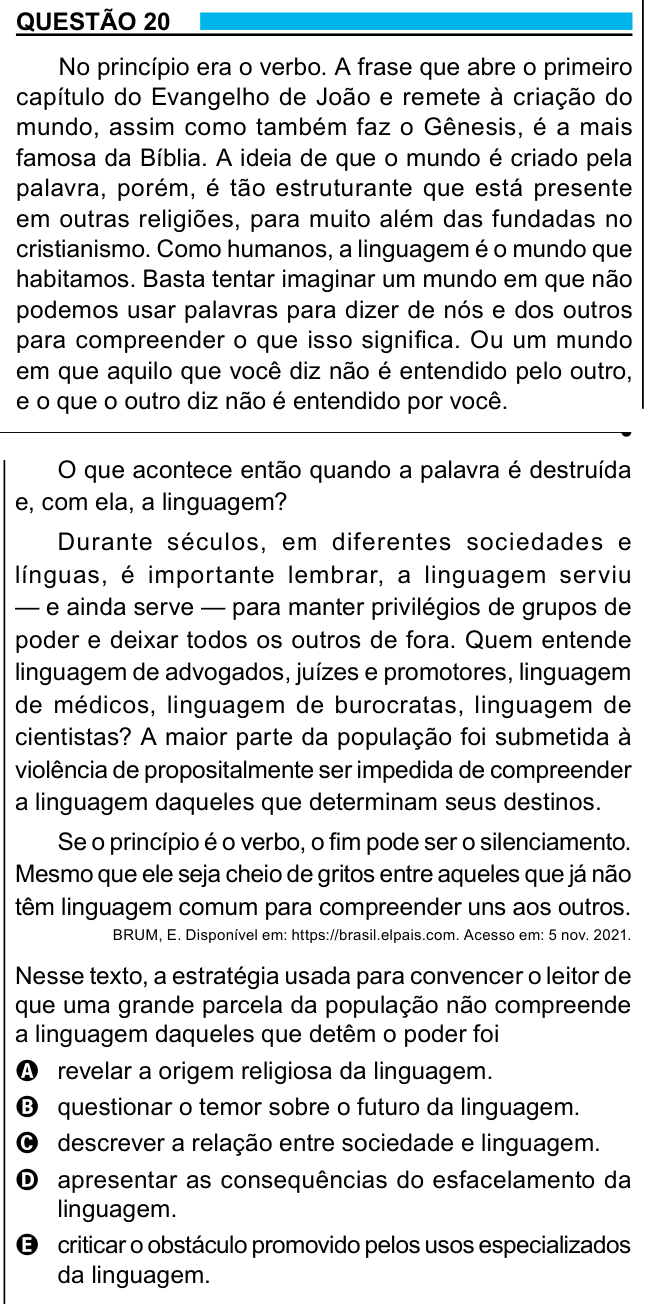 QUESTÃO 20
No princípio era o verbo. A frase que abre o primeiro
capítulo do Evangelho de João e remete à criação do
mundo, assim como também faz o Gênesis, é a mais
famosa da Bíblia. A ideia de que o mundo é criado pela
palavra, porém, é tão estruturante que está presente
em outras religiões, para muito além das fundadas no
cristianismo. Como humanos, a linguagem é o mundo que
habitamos. Basta tentar imaginar um mundo em que não
podemos usar palavras para dizer de nós e dos outros
para compreender o que isso significa. Ou um mundo
em que aquilo que você diz não é entendido pelo outro,
e o que o outro diz não é entendido por você.
O que acontece então quando a palavra é destruída
e, com ela, a linguagem?
Durante séculos, em diferentes sociedades e
línguas, é importante lembrar, a linguagem serviu
— e ainda serve — para manter privilégios de grupos de
poder e deixar todos os outros de fora. Quem entende
linguagem de advogados, juízes e promotores, linguagem
de médicos, linguagem de burocratas, linguagem de
cientistas? A maior parte da população foi submetida à
violência de propositalmente ser impedida de compreender
a linguagem daqueles que determinam seus destinos.
Se o princípio é o verbo, o fim pode ser o silenciamento.
Mesmo que ele seja cheio de gritos entre aqueles que já não
têm linguagem comum para compreender uns aos outros.
BRUM, E. Disponível em: https://brasil.elpais.com. Acesso em: 5 nov. 2021.
Nesse texto, a estratégia usada para convencer o leitor de
que uma grande parcela da população não compreende
a linguagem daqueles que detêm o poder foi
A revelar a origem religiosa da linguagem.
B questionar o temor sobre o futuro da linguagem.
C descrever a relação entre sociedade e linguagem.
D apresentar as consequências do esfacelamento da
linguagem.
E criticar o obstáculo promovido pelos usos especializados
da linguagem.